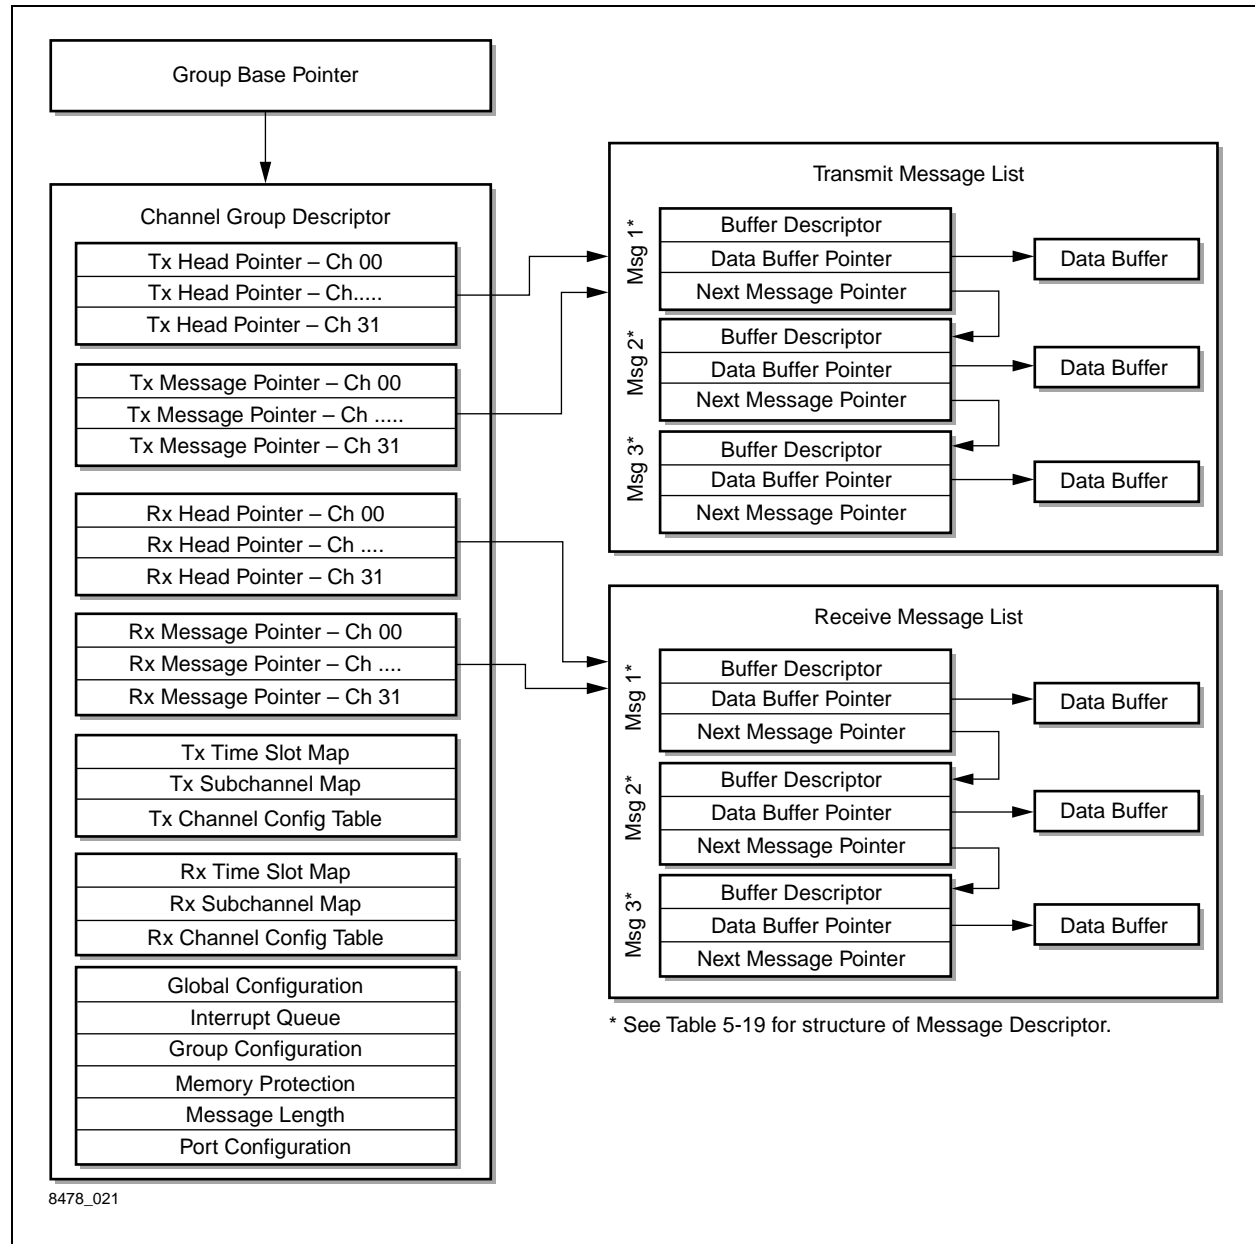 Group Base Pointer
Channel Group Descriptor
Tx Head Pointer – Ch 00
Tx Head Pointer – Ch.....
Tx Head Pointer – Ch 31
Tx Message Pointer – Ch 00
Tx Message Pointer – Ch .....
Tx Message Pointer – Ch 31
Rx Head Pointer – Ch 00
Rx Head Pointer – Ch ....
Rx Head Pointer – Ch 31
Rx Message Pointer – Ch 00
Rx Message Pointer – Ch ....
Rx Message Pointer – Ch 31
Tx Time Slot Map
Tx Subchannel Map
Tx Channel Config Table
Rx Time Slot Map
Rx Subchannel Map
Rx Channel Config Table
Global Configuration
Interrupt Queue
Group Configuration
Memory Protection
Message Length
Port Configuration
Transmit Message List
Msg 1*
Buffer Descriptor
Data Buffer Pointer
Next Message Pointer
Data Buffer
Msg 2*
Buffer Descriptor
Data Buffer Pointer
Next Message Pointer
Data Buffer
Msg 3*
Buffer Descriptor
Data Buffer Pointer
Next Message Pointer
Data Buffer
Receive Message List
Msg 1*
Buffer Descriptor
Data Buffer Pointer
Next Message Pointer
Data Buffer
Msg 2*
Buffer Descriptor
Data Buffer Pointer
Next Message Pointer
Data Buffer
Msg 3*
Buffer Descriptor
Data Buffer Pointer
Next Message Pointer
Data Buffer
* See Table 5-19 for structure of Message Descriptor.
8478_021